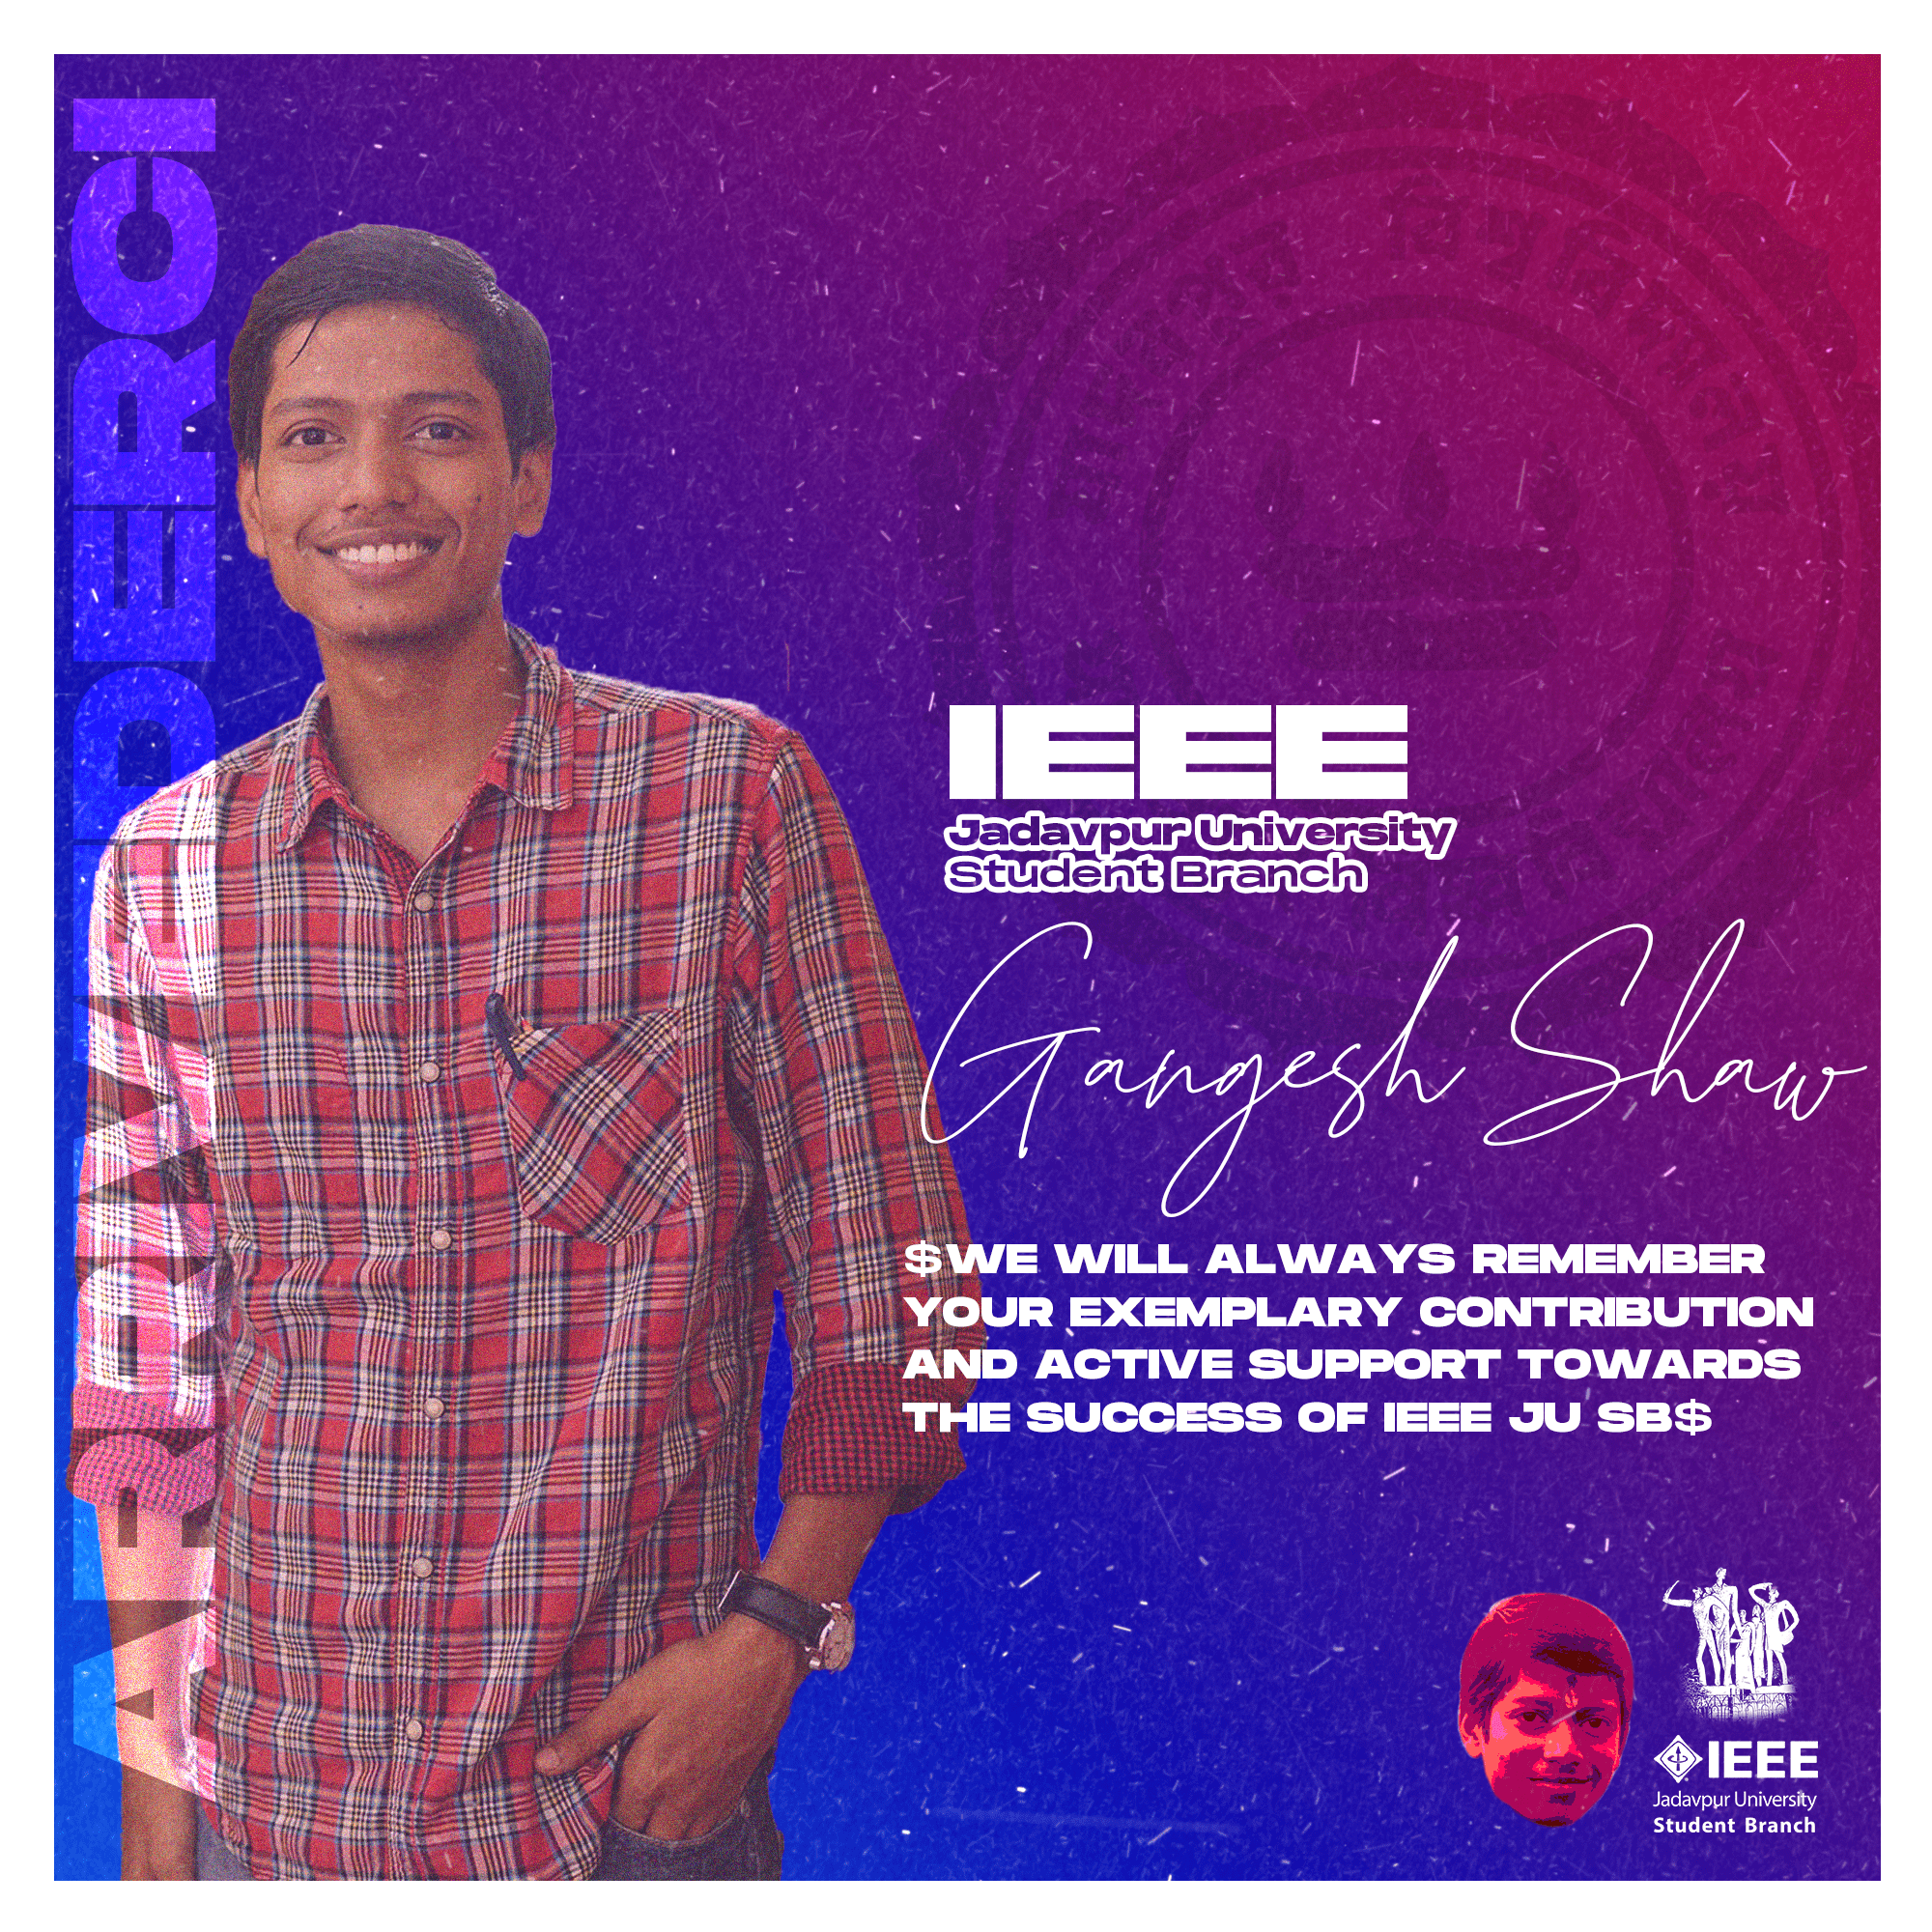 ARRIVEDERCI
IEEE
Jadavpur University
Student Branch
Gangesh Shaw
$WE WILL ALWAYS REMEMBER
YOUR EXEMPLARY CONTRIBUTION
AND ACTIVE SUPPORT TOWARDS
THE SUCCESS OF IEEE JU SB$
IEEE
Jadavpur University
Student Branch